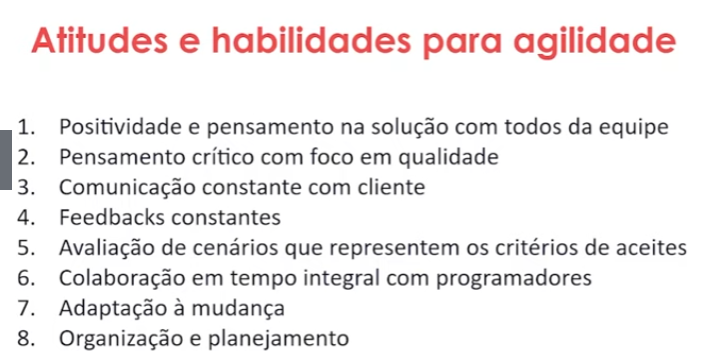 Atitudes e habilidades para agilidade
1. Positividade e pensamento na solução com todos da equipe
2. Pensamento crítico com foco em qualidade
3. Comunicação constante com cliente
4. Feedbacks constantes
5. Avaliação de cenários que representem os critérios de aceites
6. Colaboração em tempo integral com programadores
7. Adaptação à mudança
8. Organização e planejamento